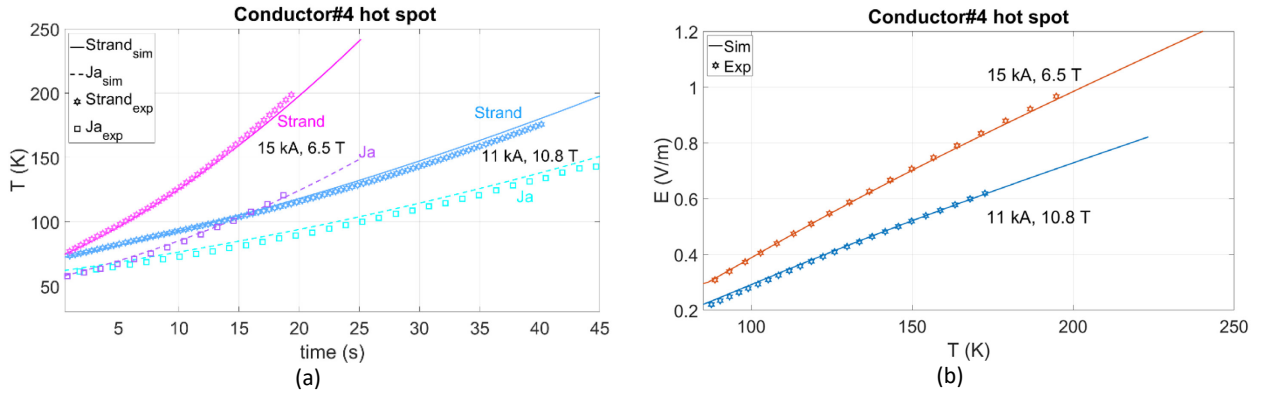 Conductor#4 hot spot
250
200
150
100
50
T (K)
Strand_sim
Ja_sim
Strand_exp
Ja_exp
Strand
15 kA, 6.5 T
Ja
Strand
11 kA, 10.8 T
Ja
5 10 15 20 25 30 35 40 45
time (s)
(a)
Conductor#4 hot spot
1.2
1
0.8
0.6
0.4
0.2
E (V/m)
Sim
Exp
15 kA, 6.5 T
11 kA, 10.8 T
100 150 200 250
T (K)
(b)